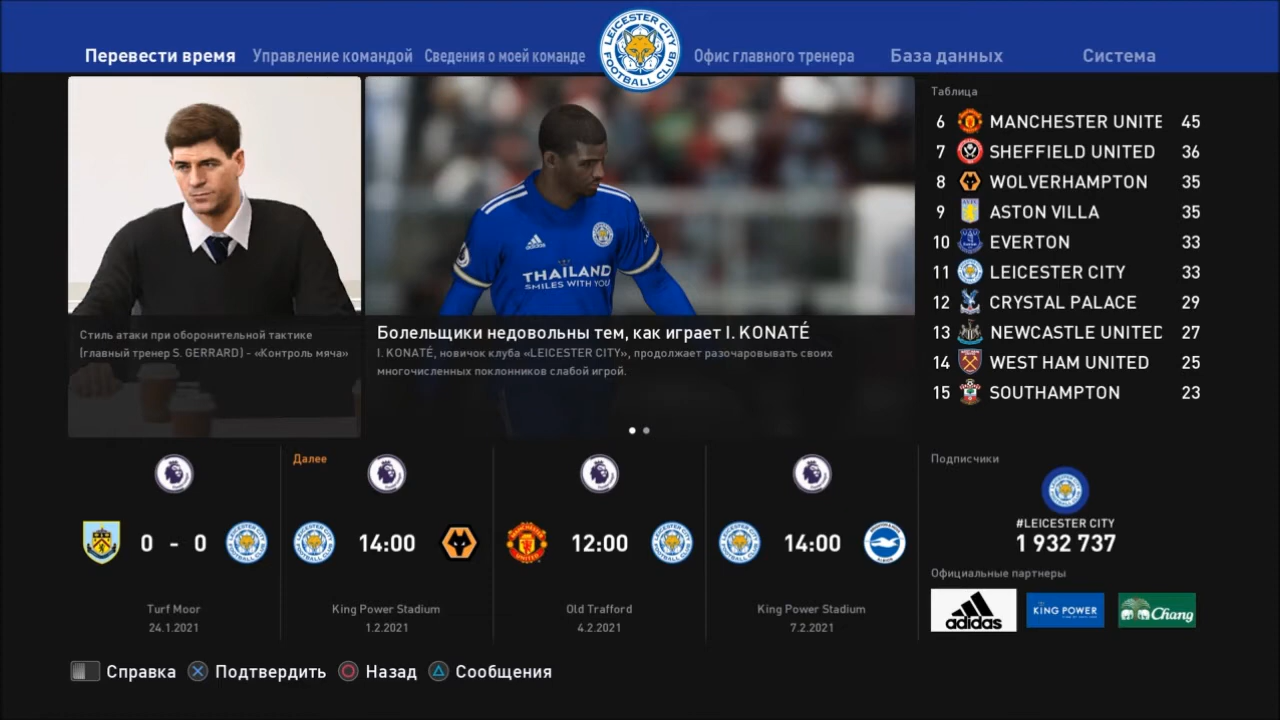 Перевести время
Управление командой
Сведения о моей команде
LEICESTER CITY
FOOTBALL CLUB
Офис главного тренера
База данных
Система
Стиль атаки при оборонительной тактике
(главный тренер S. GERRARD) - «Контроль мяча»
THAILAND
SMILES WITH YOU
Болельщики недовольны тем, как играет I. KONATÉ
I. KONATÉ, новичок клуба «LEICESTER CITY», продолжает разочаровывать своих
многочисленных поклонников слабой игрой.
Таблица
6 MANCHESTER UNITE 45
7 SHEFFIELD UNITED 36
8 WOLVERHAMPTON 35
9 ASTON VILLA 35
10 EVERTON 33
11 LEICESTER CITY 33
12 CRYSTAL PALACE 29
13 NEWCASTLE UNITED 27
14 WEST HAM UNITED 25
15 SOUTHAMPTON 23
0 - 0
Turf Moor
24.1.2021
Далее
14:00
King Power Stadium
1.2.2021
12:00
Old Trafford
4.2.2021
14:00
King Power Stadium
7.2.2021
Подписчики
#LEICESTER CITY
1 932 737
Официальные партнеры
adidas
KING POWER
Chang
Справка
Подтвердить
Назад
Сообщения